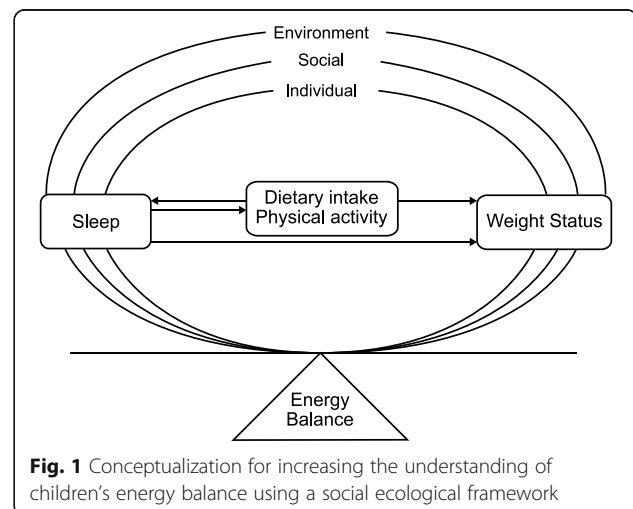 Environment
Social
Individual
Dietary intake
Physical activity
Sleep
Weight Status
Energy
Balance
Fig. 1 Conceptualization for increasing the understanding of
children's energy balance using a social ecological framework